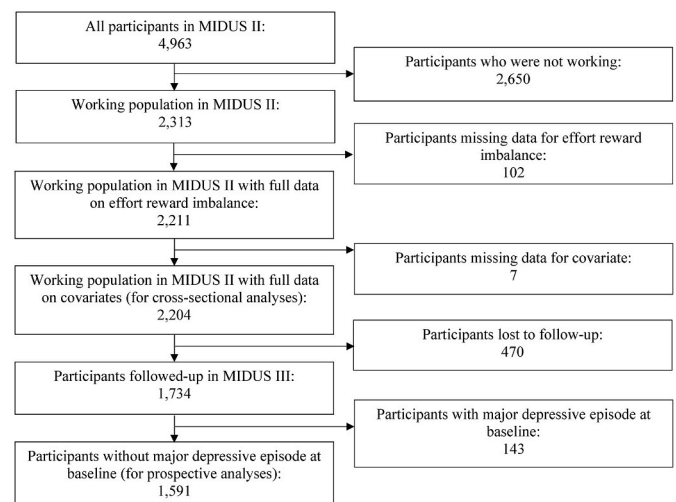 All participants in MIDUS II:
4,963
Participants who were not working:
2,650
Working population in MIDUS II:
2,313
Participants missing data for effort reward
imbalance:
102
Working population in MIDUS II with full data
on effort reward imbalance:
2,211
Participants missing data for covariate:
7
Working population in MIDUS II with full data
on covariates (for cross-sectional analyses):
2,204
Participants lost to follow-up:
470
Participants followed-up in MIDUS III:
1,734
Participants with major depressive episode at
baseline:
143
Participants without major depressive episode at
baseline (for prospective analyses):
1,591